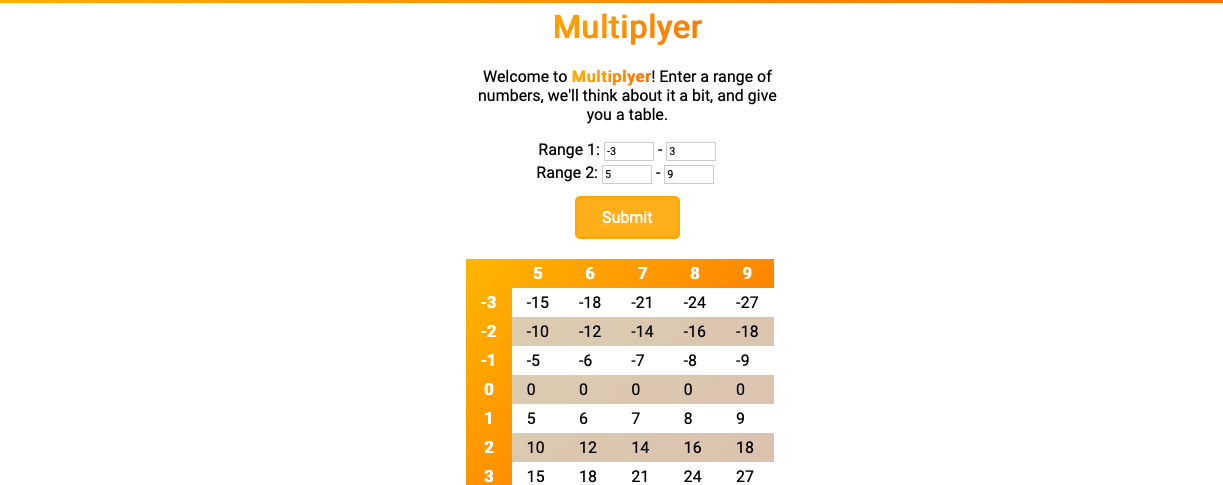 Multiplyer
Welcome to Multiplyer! Enter a range of
numbers, we'll think about it a bit, and give
you a table.
Range 1: -3 - 3
Range 2: 5 - 9
Submit
5 6 7 8 9
-3 -15 -18 -21 -24 -27
-2 -10 -12 -14 -16 -18
-1 -5 -6 -7 -8 -9
0 0 0 0 0 0
1 5 6 7 8 9
2 10 12 14 16 18
3 15 18 21 24 27